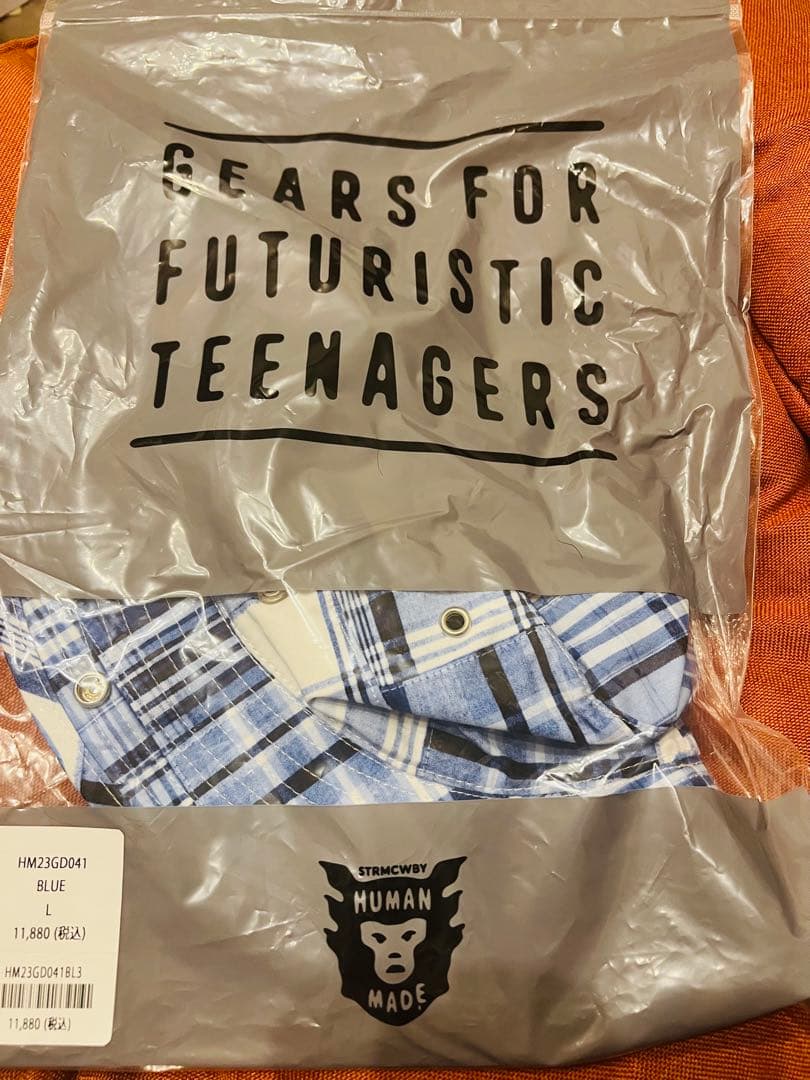 GEARS FOR
FUTURISTIC
TEENAGERS
STRMCWBY
HUMAN
MADE
HM23GD041
BLUE
L
11,880 (税込)
HM23GD041BL3
11,880 (税込)